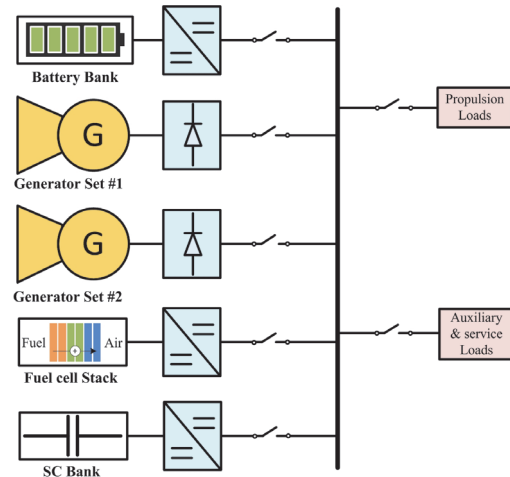 Battery Bank
G
Generator Set #1
G
Generator Set #2
Fuel Air
+
Fuel cell Stack
SC Bank
Propulsion
Loads
Auxiliary
& service
Loads